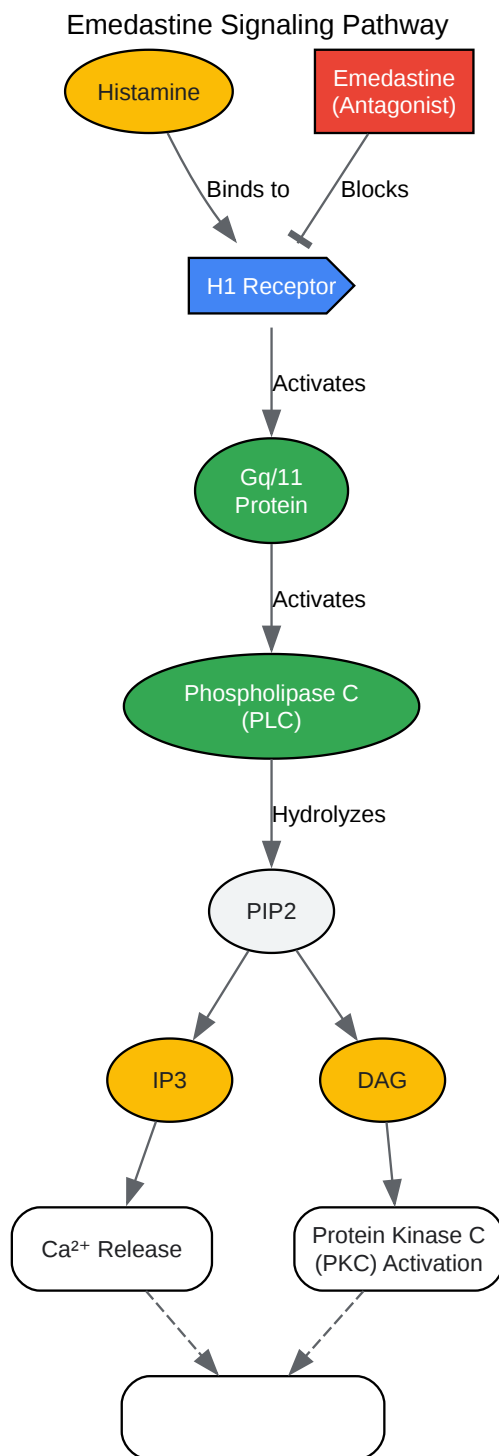 Emedastine Signaling Pathway
Histamine
Emedastine
(Antagonist)
Binds to
Blocks
H1 Receptor
Activates
Gq/11
Protein
Activates
Phospholipase C
(PLC)
Hydrolyzes
PIP2
IP3
DAG
Ca²⁺ Release
Protein Kinase C
(PKC) Activation